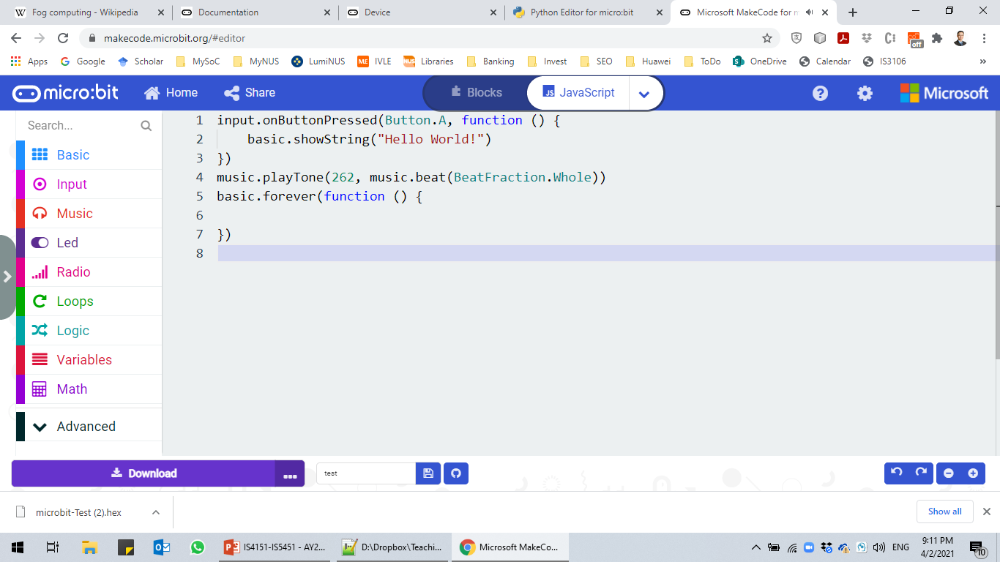 Fog computing - Wikipedia
Documentation
Device
Python Editor for micro:bit
Microsoft MakeCode for m
makecode.microbit.org/#editor
off
Apps Google Scholar MySoC MyNUS LumiNUS IVLE Libraries Banking Invest SEO Huawei ToDo OneDrive Calendar IS3106 »
micro:bit Home Share Blocks JavaScript Microsoft
Search...
Basic
Input
Music
Led
Radio
Loops
Logic
Variables
Math
Advanced
1 input.onButtonPressed(Button.A, function () {
2 basic.showString("Hello World!")
3 })
4 music.playTone(262, music.beat(BeatFraction.Whole))
5 basic.forever(function () {
6
7 })
8
Download ... test
microbit-Test (2).hex Show all
IS4151-IS5451 - AY2... D:\Dropbox\Teachi... Microsoft MakeCo... ENG
9:11 PM
4/2/2021
10